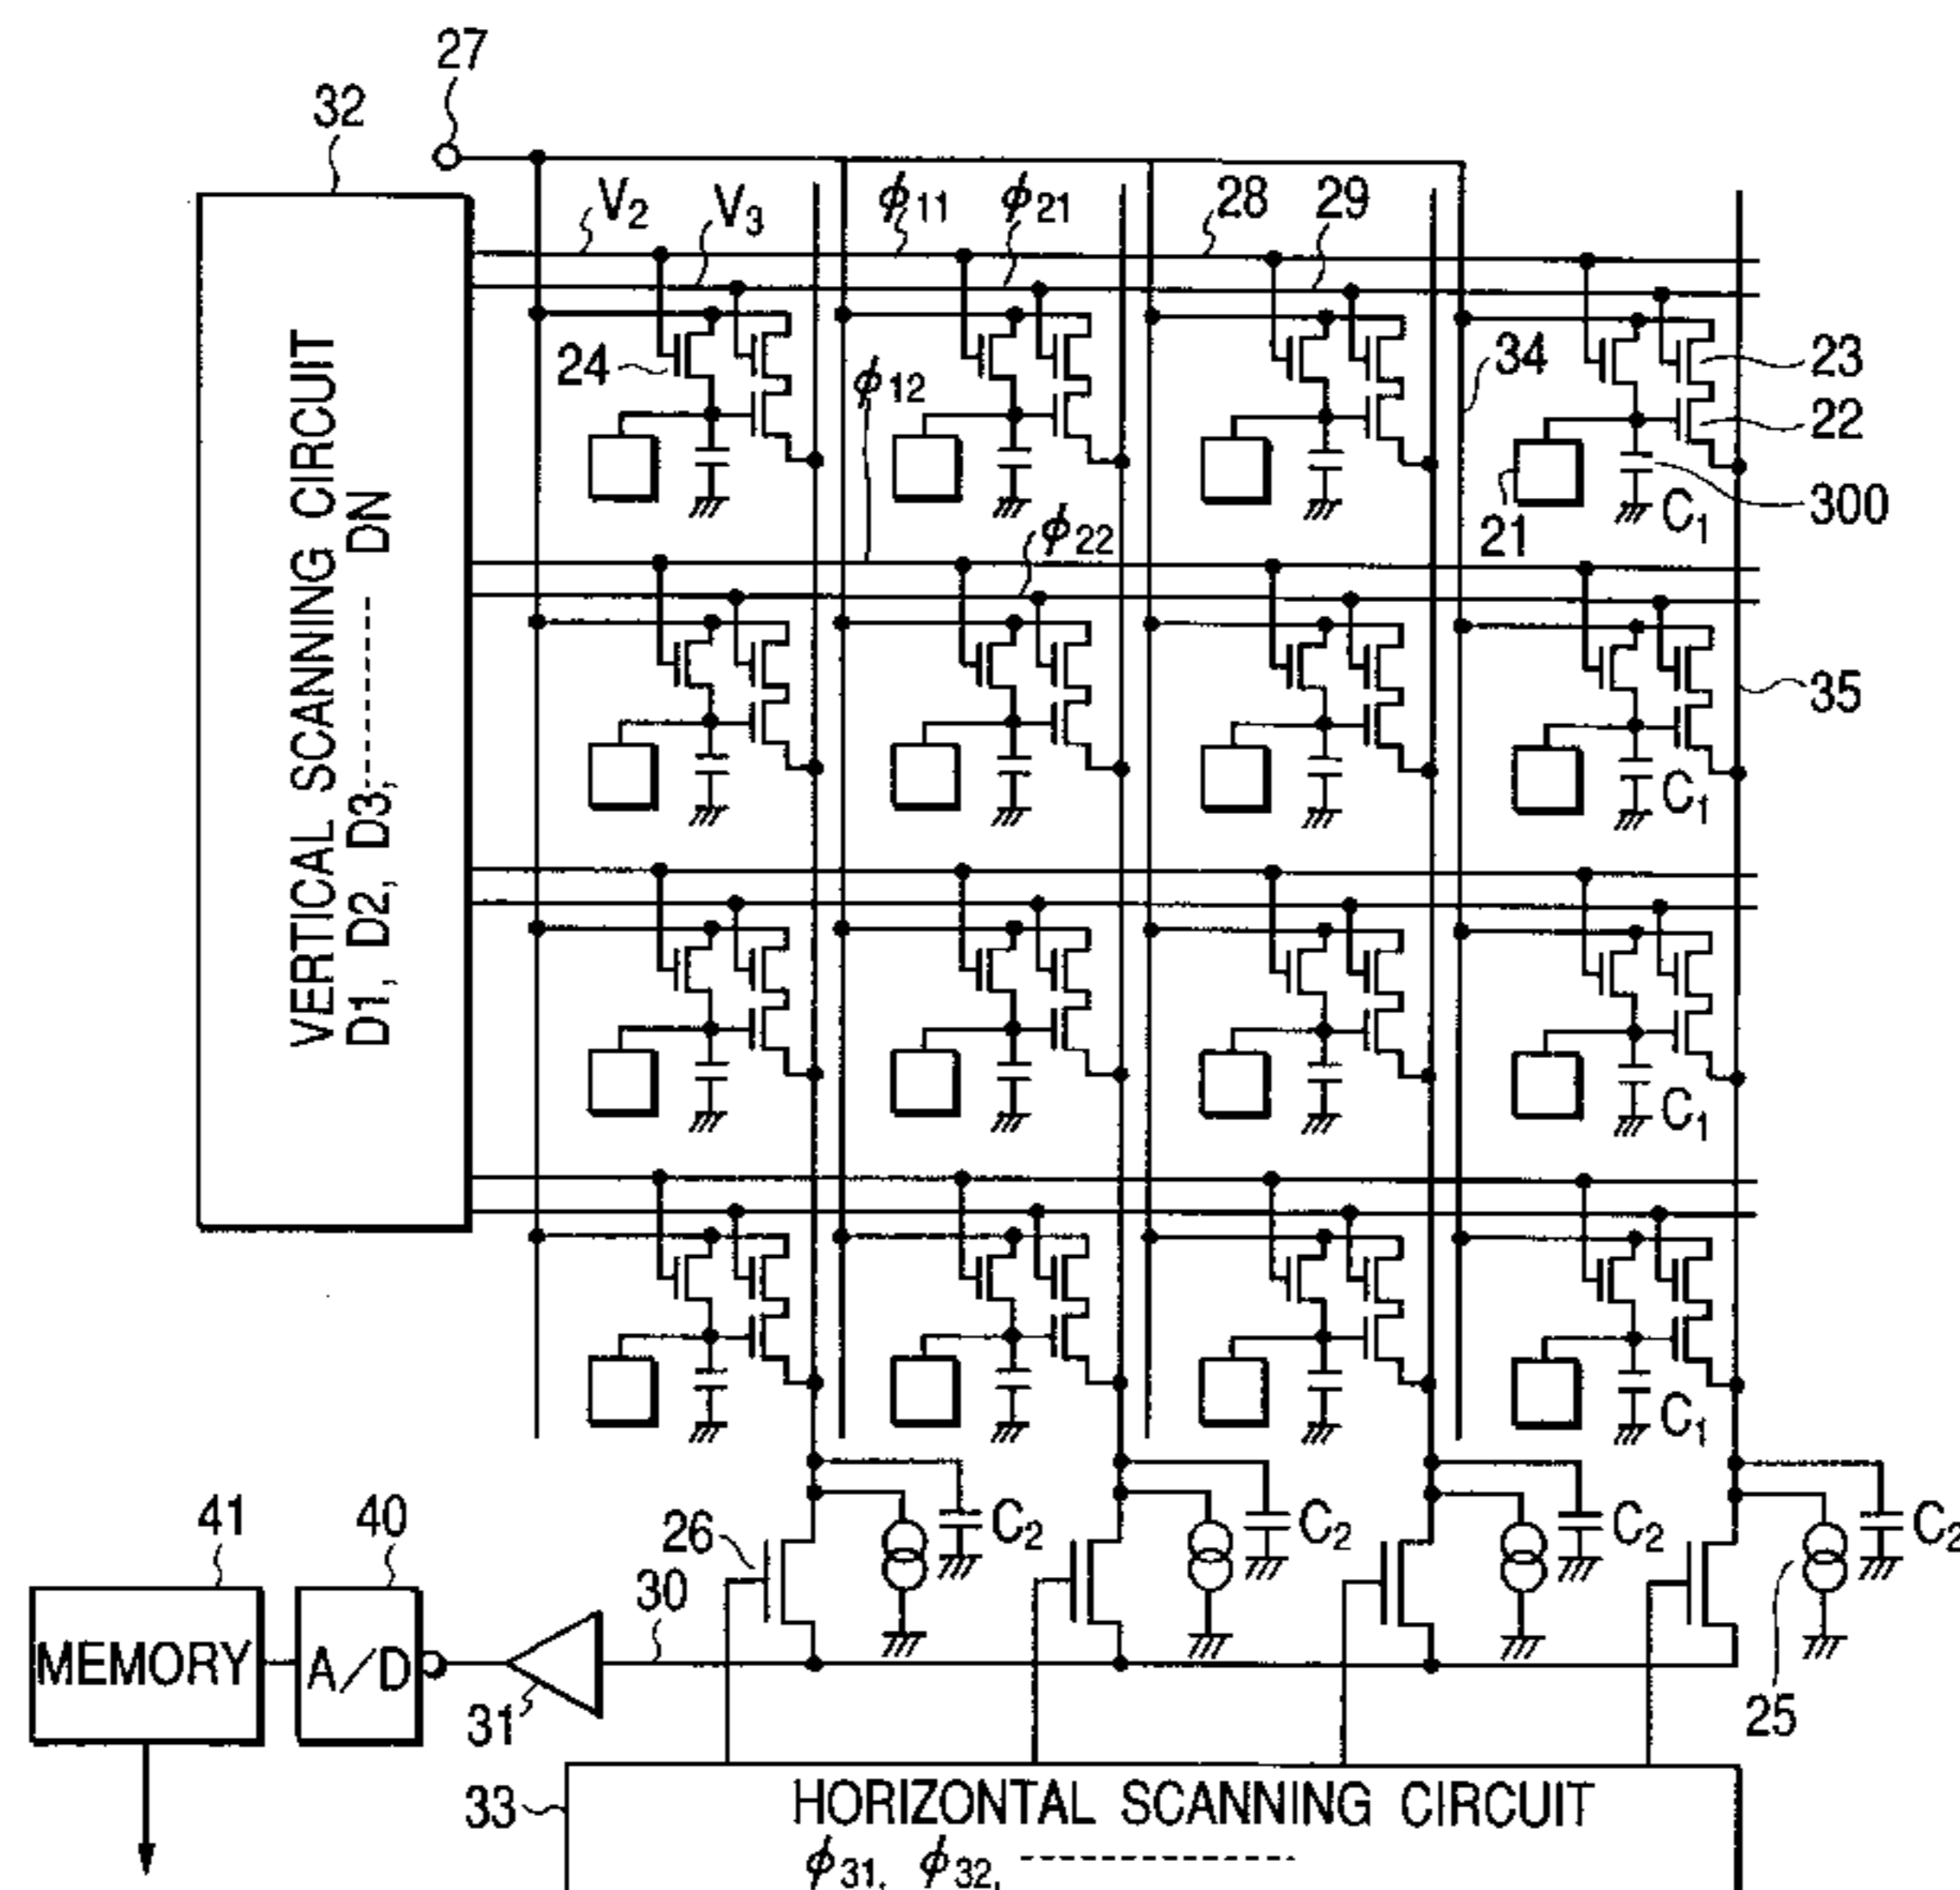 27
32
V2
V3
ϕ11
ϕ21
28
29
24
ϕ12
34
23
22
21
C1
300
ϕ22
35
C1
C1
C1
VERTICAL SCANNING CIRCUIT
D1, D2, D3, -------- DN
41
40
26
C2
C2
C2
C2
30
MEMORY
A/D
31
25
33
HORIZONTAL SCANNING CIRCUIT
ϕ31, ϕ32, --------